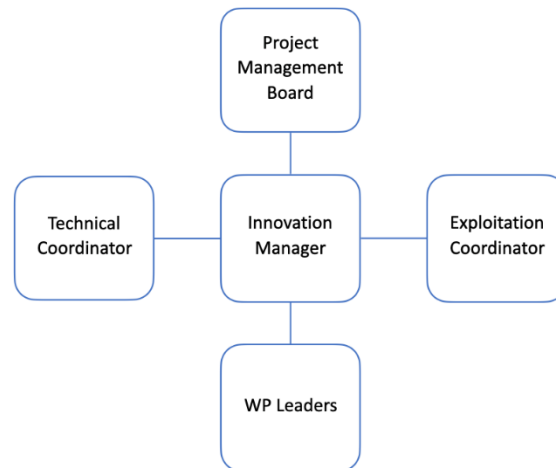 Project
Management
Board
Technical
Coordinator
Innovation
Manager
Exploitation
Coordinator
WP Leaders